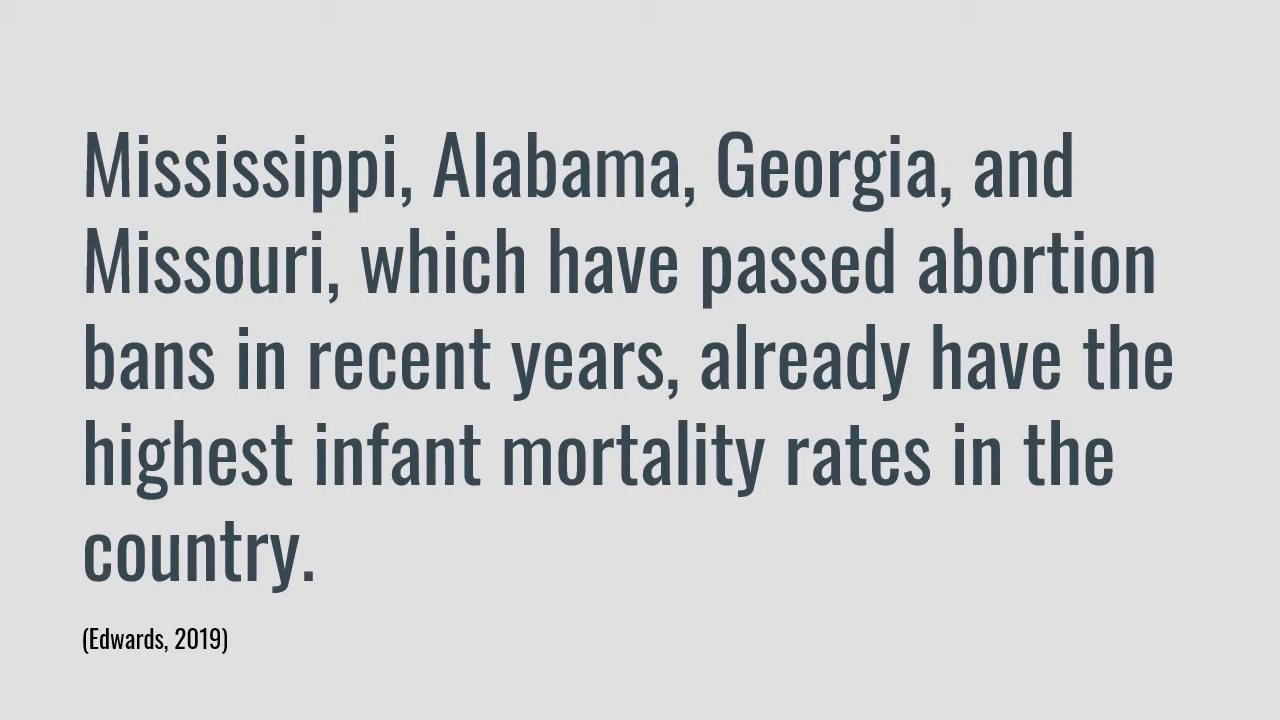 Mississippi, Alabama, Georgia, and
Missouri, which have passed abortion
bans in recent years, already have the
highest infant mortality rates in the
country.
(Edwards, 2019)